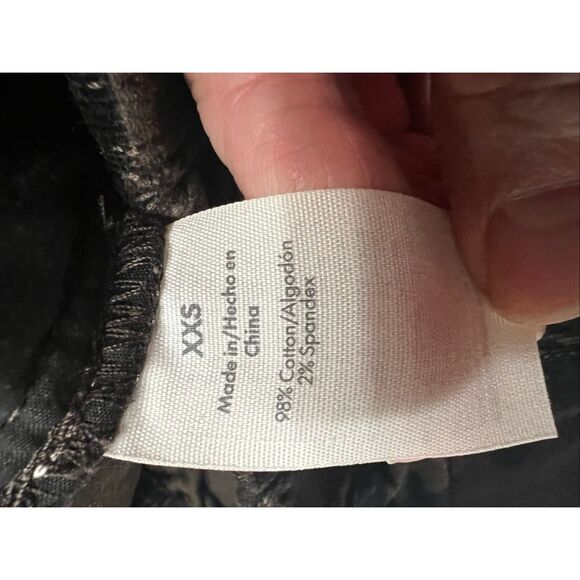 XXS
Made in/Hecho en
China
98% Cotton/Algodón
2% Spandex